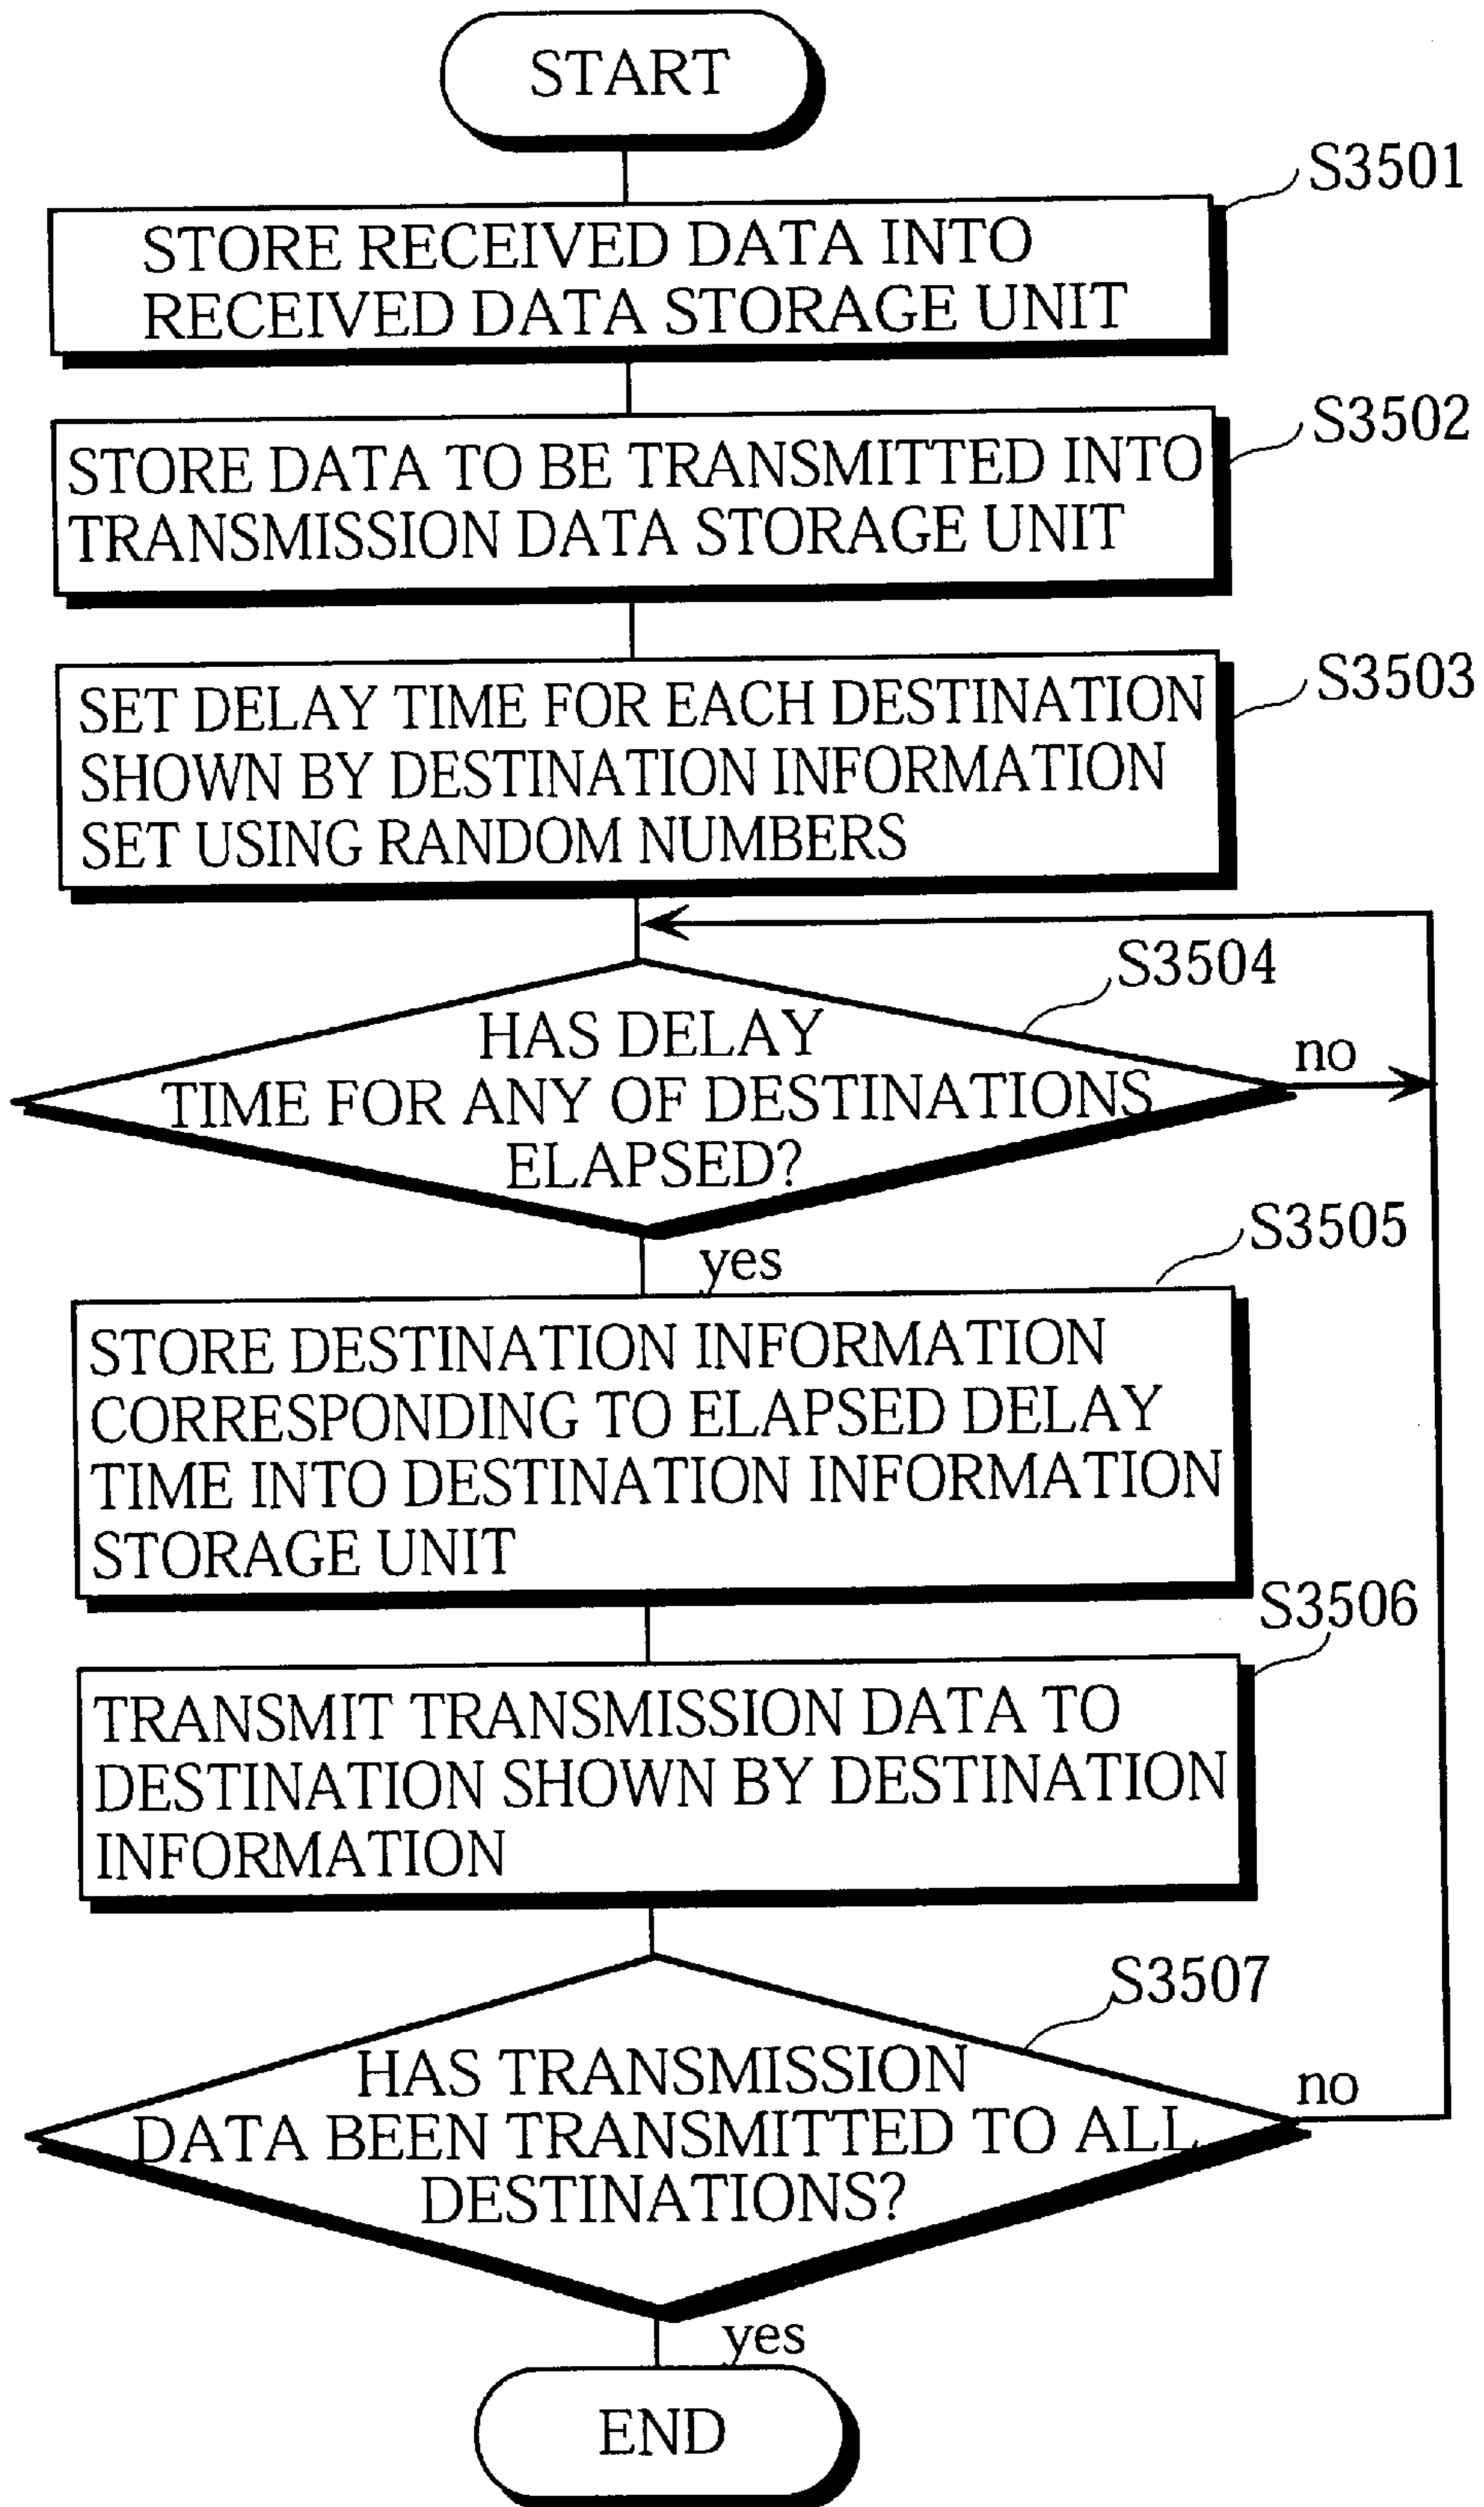 START
S3501
STORE RECEIVED DATA INTO
RECEIVED DATA STORAGE UNIT
S3502
STORE DATA TO BE TRANSMITTED INTO
TRANSMISSION DATA STORAGE UNIT
S3503
SET DELAY TIME FOR EACH DESTINATION
SHOWN BY DESTINATION INFORMATION
SET USING RANDOM NUMBERS
S3504
HAS DELAY
TIME FOR ANY OF DESTINATIONS
ELAPSED?
no
yes
S3505
STORE DESTINATION INFORMATION
CORRESPONDING TO ELAPSED DELAY
TIME INTO DESTINATION INFORMATION
STORAGE UNIT
S3506
TRANSMIT TRANSMISSION DATA TO
DESTINATION SHOWN BY DESTINATION
INFORMATION
S3507
HAS TRANSMISSION
DATA BEEN TRANSMITTED TO ALL
DESTINATIONS?
no
yes
END